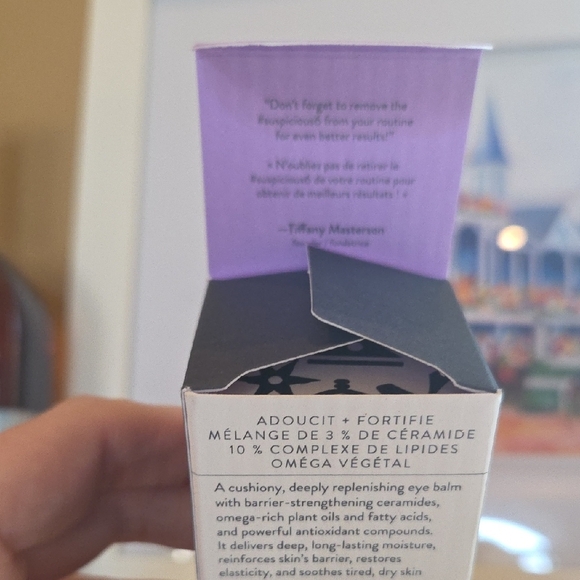 "Don't forget to remove the
#suspicious6 from your routine
for even better results!"
« N'oubliez pas de retirer le
#suspicious6 de votre routine pour
obtenir de meilleurs résultats ! »
—Tiffany Masterson
ADOUCIT + FORTIFIE
MÉLANGE DE 3 % DE CÉRAMIDE
10 % COMPLEXE DE LIPIDES
OMÉGA VÉGÉTAL
A cushiony, deeply replenishing eye balm
with barrier-strengthening ceramides,
omega-rich plant oils and fatty acids,
and powerful antioxidant compounds.
It delivers deep, long-lasting moisture,
reinforces skin's barrier, restores
elasticity, and soothes tired, dry skin